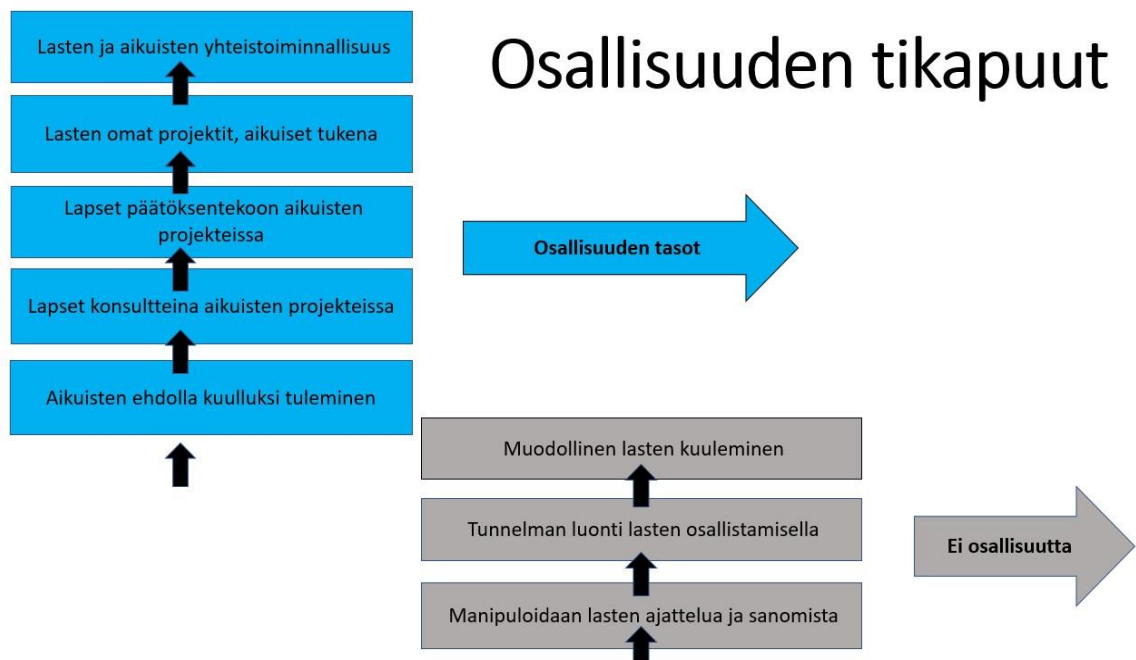 Osallisuuden tikapuut
Lasten ja aikuisten yhteistoiminnallisuus
Lasten omat projektit, aikuiset tukena
Lapset päätöksentekoon aikuisten
projekteissa
Lapset konsultteina aikuisten projekteissa
Aikuisten ehdolla kuulluksi tuleminen
Osallisuuden tasot
Muodollinen lasten kuuleminen
Tunnelman luonti lasten osallistamisella
Manipuloidaan lasten ajattelua ja sanomista
Ei osallisuutta